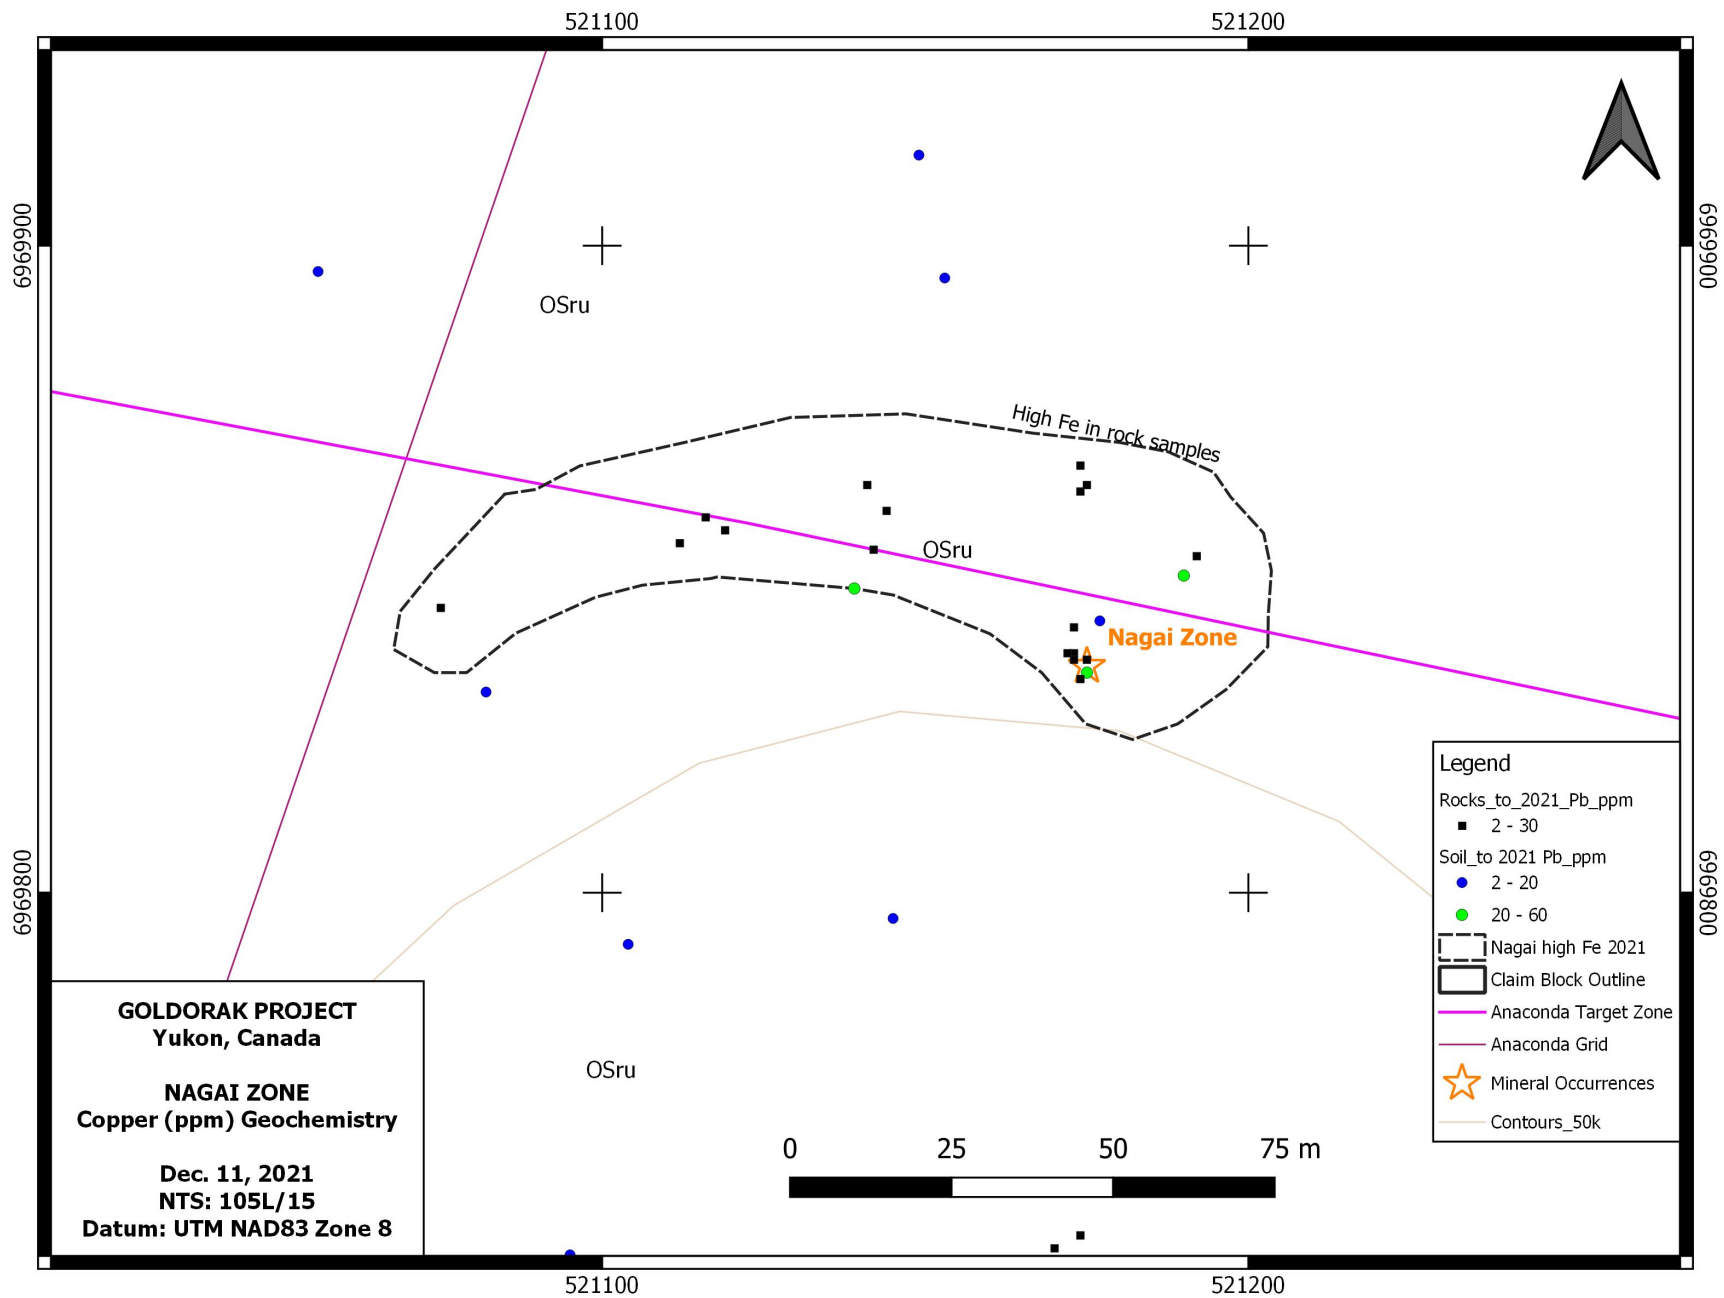 521100
521200
6969900
6969900
OSru
High Fe in rock samples
OSru
Nagai Zone
6969800
6969800
Legend
Rocks_to_2021_Pb_ppm
2 - 30
Soil_to 2021 Pb_ppm
2 - 20
20 - 60
Nagai high Fe 2021
Claim Block Outline
Anaconda Target Zone
Anaconda Grid
Mineral Occurrences
Contours_50k
GOLDORAK PROJECT
Yukon, Canada
NAGAI ZONE
Copper (ppm) Geochemistry
Dec. 11, 2021
NTS: 105L/15
Datum: UTM NAD83 Zone 8
OSru
0 25 50 75 m
521100
521200